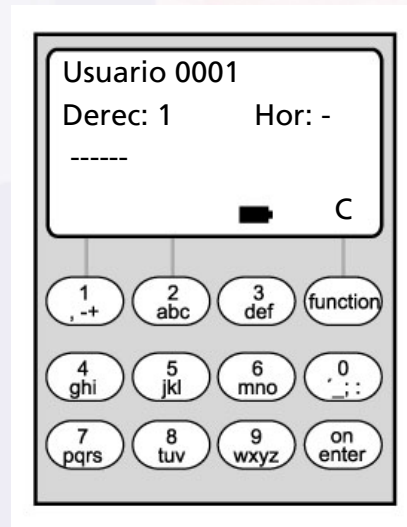 Usuario 0001
Derec: 1 Hor: -
------
C
1 2 3 function
, -+ abc def
4 5 6 0
ghi jkl mno ´_;:
7 8 9 on
pqrs tuv wxyz enter